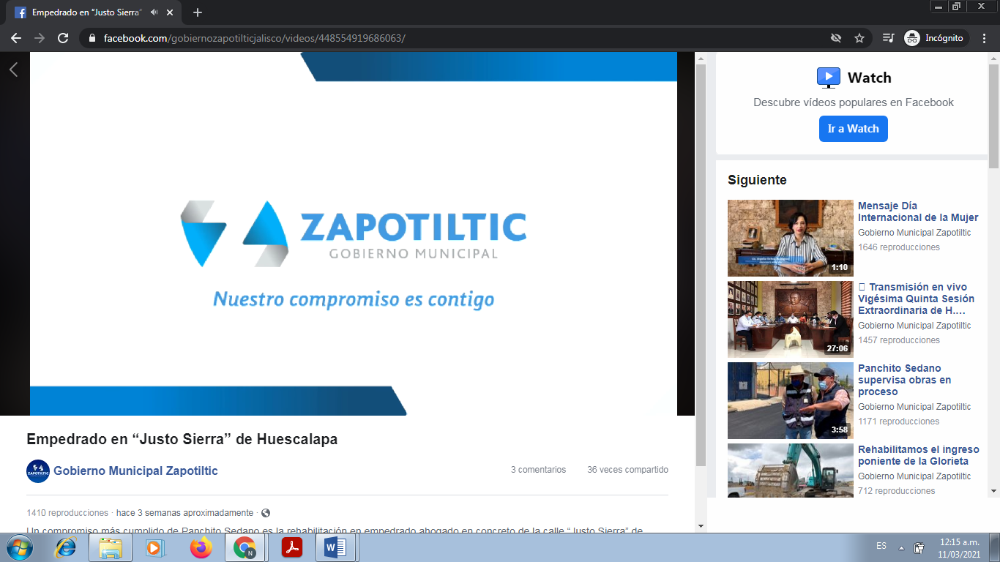 Empedrado en “Justo Sierra”
facebook.com/gobiernozapotilticjalisco/videos/448554919686063/
Incógnito
ZAPOTILTIC
GOBIERNO MUNICIPAL
Nuestro compromiso es contigo
Empedrado en “Justo Sierra” de Huescalapa
Gobierno Municipal Zapotiltic
3 comentarios
36 veces compartido
1410 reproducciones · hace 3 semanas aproximadamente ·
Un compromiso más cumplido de Panchito Sedano es la rehabilitación en empedrado ahogado en concreto de la calle “Justo Sierra” de
Watch
Descubre vídeos populares en Facebook
Ir a Watch
Siguiente
1:10
Mensaje Día
Internacional de la Mujer
Gobierno Municipal Zapotiltic
1646 reproducciones
27:06
Transmisión en vivo
Vigésima Quinta Sesión
Extraordinaria de H....
Gobierno Municipal Zapotiltic
1457 reproducciones
3:58
Panchito Sedano
supervisa obras en
proceso
Gobierno Municipal Zapotiltic
1171 reproducciones
Rehabilitamos el ingreso
poniente de la Glorieta
Gobierno Municipal Zapotiltic
712 reproducciones
ES
12:15 a.m.
11/03/2021